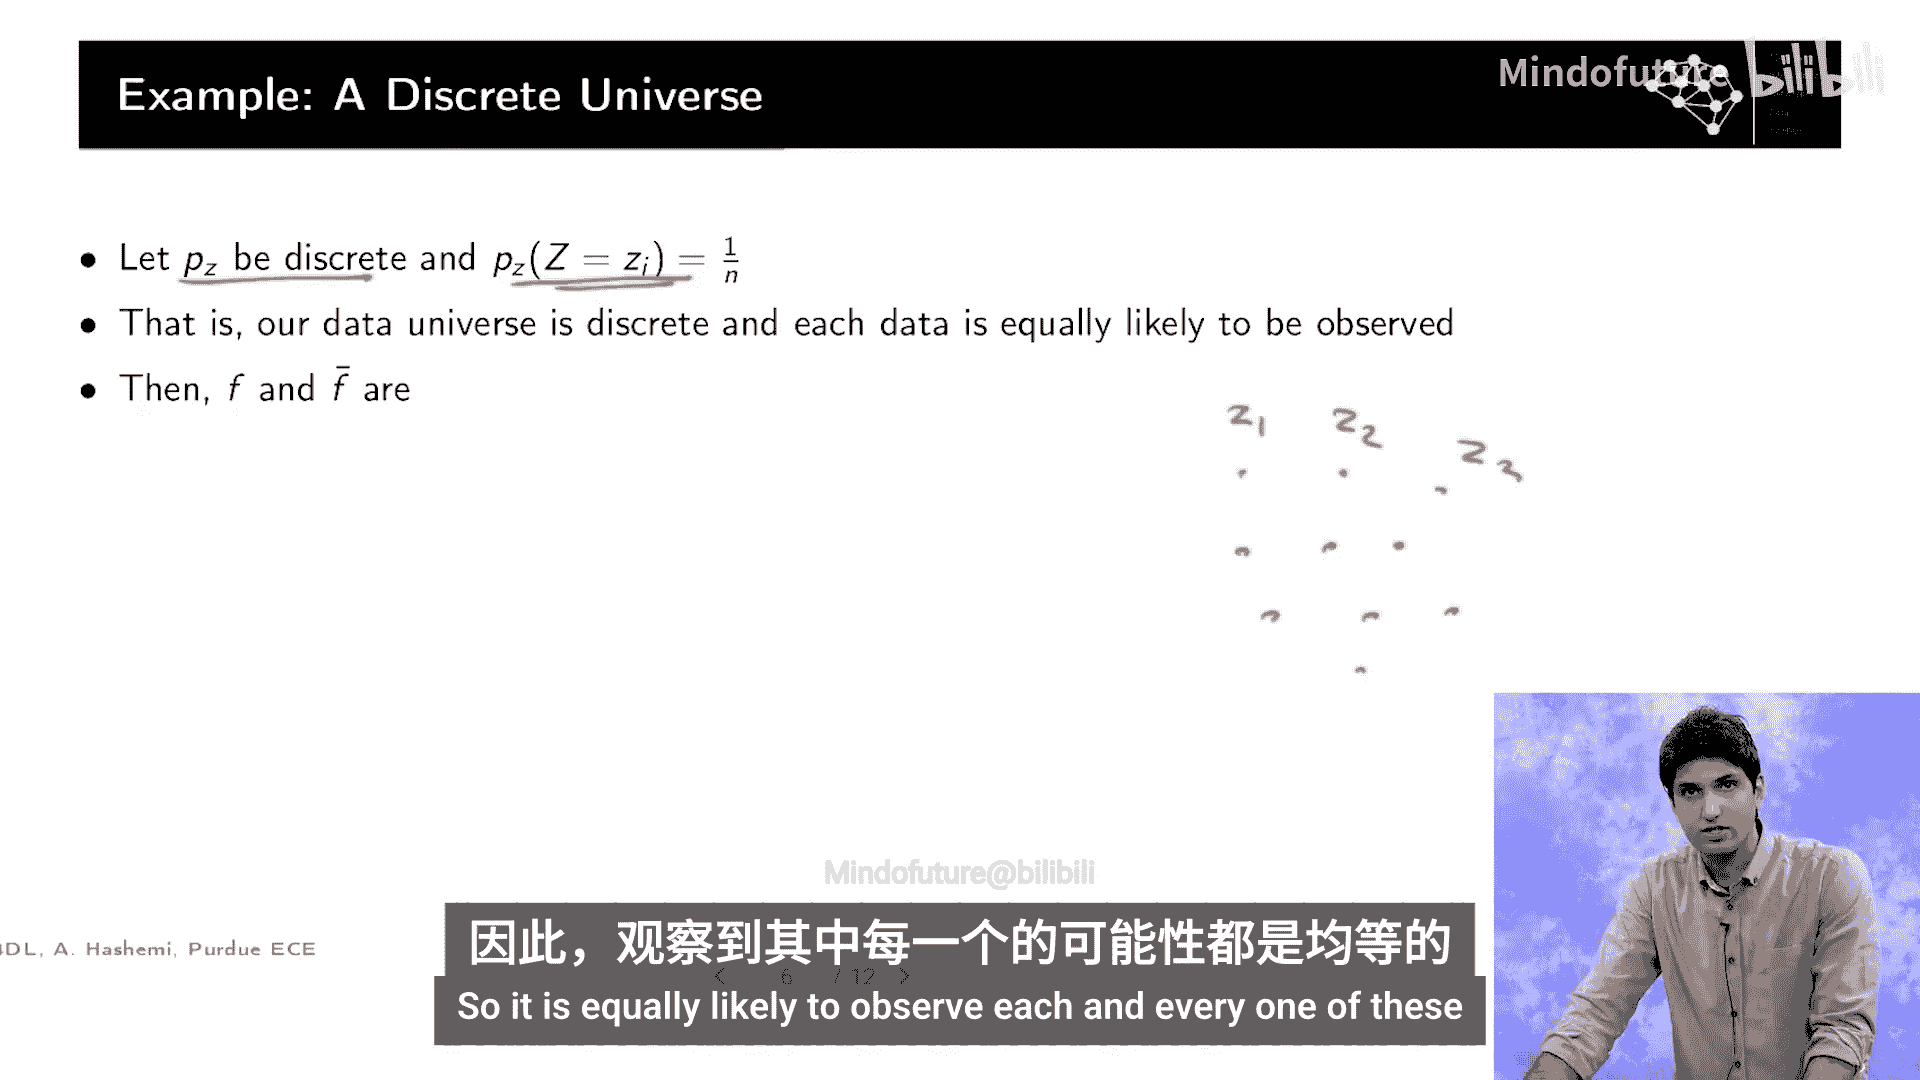 Example: A Discrete Universe
Mindofuture
bilibili
• Let p_z be discrete and p_z(Z = z_i) = 1/n
• That is, our data universe is discrete and each data is equally likely to be observed
• Then, f and f̄ are
z1 z2 z3
Mindofuture@bilibili
DL, A. Hashemi, Purdue ECE
因此，观察到其中每一个的可能性都是均等的
< 6 / 12 >
So it is equally likely to observe each and every one of these